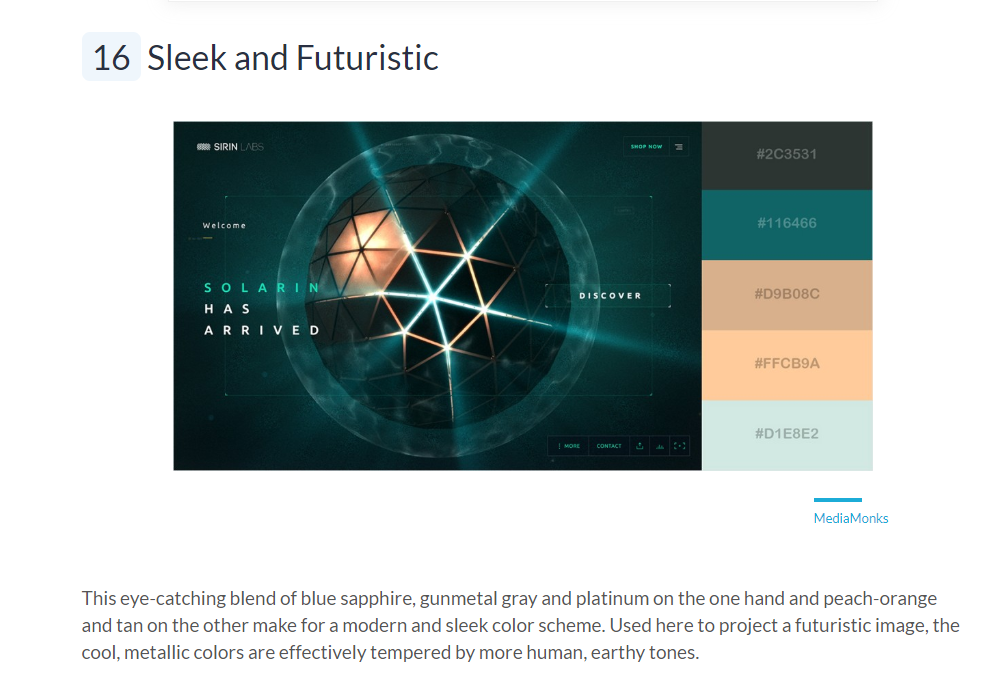 16 Sleek and Futuristic
SIRIN LABS
SHOP NOW
Welcome
SOLARIN
HAS
ARRIVED
DISCOVER
MORE
CONTACT
#2C3531
#116466
#D9B08C
#FFCB9A
#D1E8E2
MediaMonks
This eye-catching blend of blue sapphire, gunmetal gray and platinum on the one hand and peach-orange
and tan on the other make for a modern and sleek color scheme. Used here to project a futuristic image, the
cool, metallic colors are effectively tempered by more human, earthy tones.